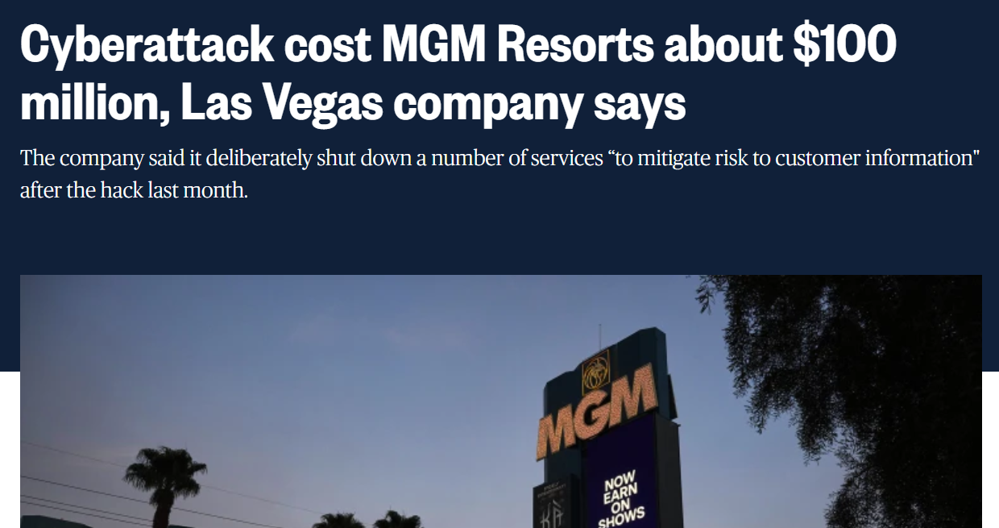 Cyberattack cost MGM Resorts about $100
million, Las Vegas company says
The company said it deliberately shut down a number of services “to mitigate risk to customer information"
after the hack last month.
MGM
KÀ
NOW
EARN
ON
SHOWS